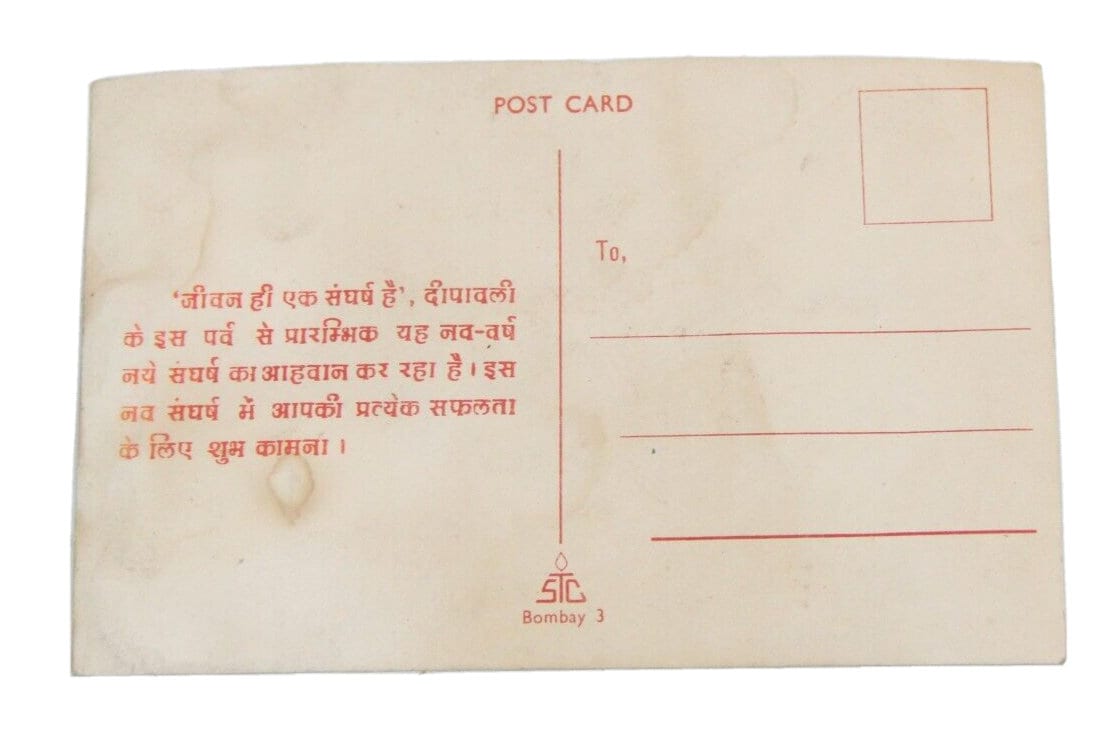 POST CARD
To,
‘जीवन ही एक संघर्ष है’, दीपावली
के इस पर्व से प्रारम्भिक यह नव-वर्ष
नये संघर्ष का आहवान कर रहा है। इस
नव संघर्ष में आपकी प्रत्येक सफलता
के लिए शुभ कामना।
STC
Bombay 3